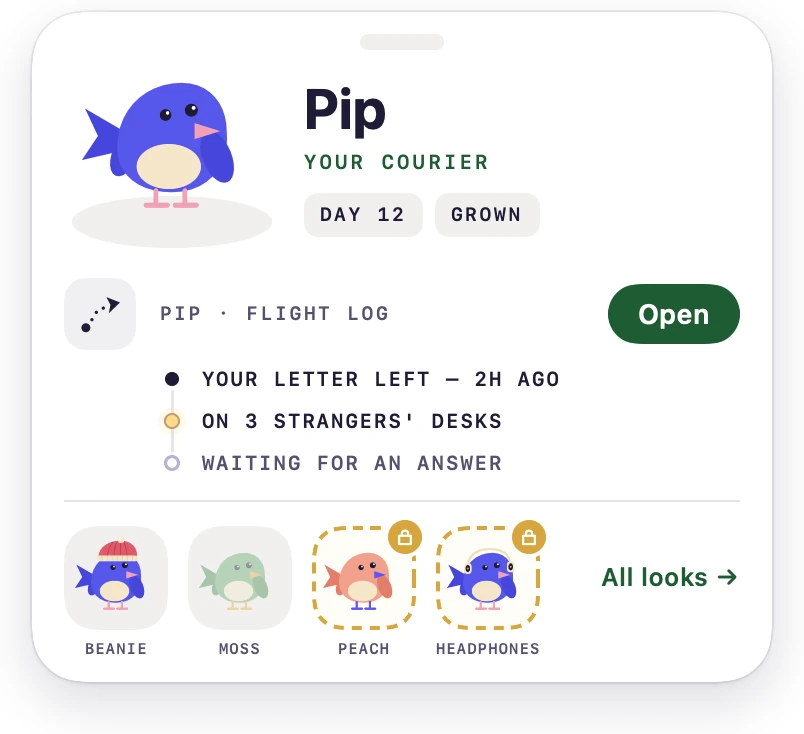 Pip
YOUR COURIER
DAY 12 GROWN
PIP · FLIGHT LOG
Open
YOUR LETTER LEFT — 2H AGO
ON 3 STRANGERS' DESKS
WAITING FOR AN ANSWER
All looks →
BEANIE MOSS PEACH HEADPHONES